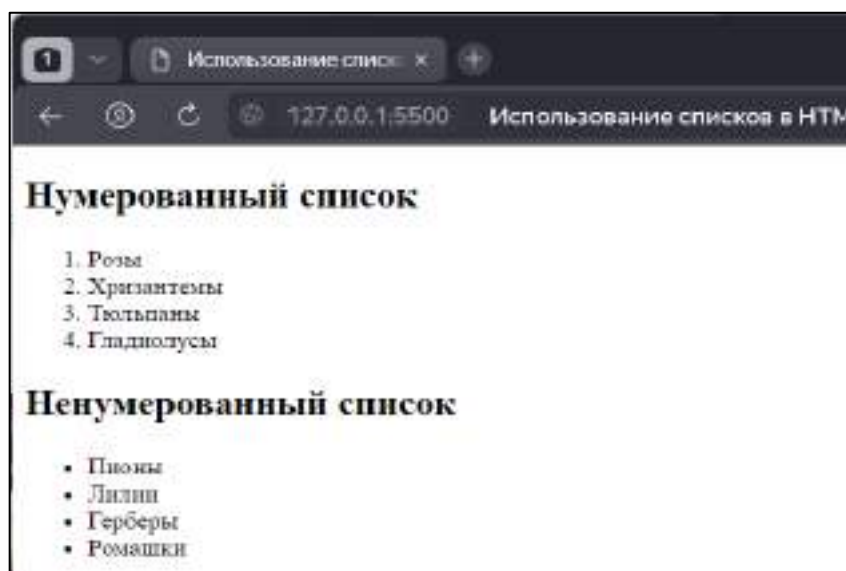 1
Использование списк
127.0.0.1:5500 Использование списков в HTM
Нумерованный список
1. Розы
2. Хризантемы
3. Тюльпаны
4. Гладиолусы
Ненумерованный список
• Пионы
• Лилии
• Герберы
• Ромашки